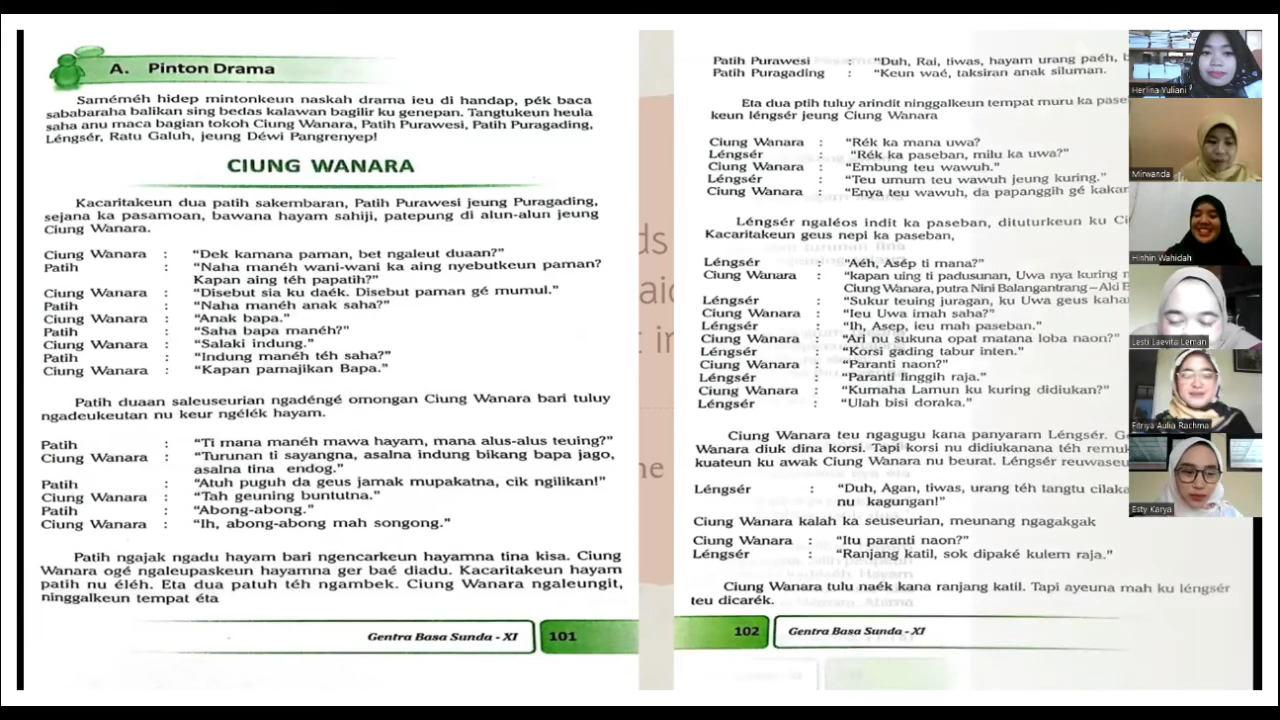 A. Pinton Drama
Saméméh hidep mintonkeun naskah drama ieu di handap, pék baca
sababaraha balikan sing bedas kalawan bagilir ku genepan. Tangtukeun heula
saha anu maca bagian tokoh Ciung Wanara, Patih Purawesi, Patih Puragading,
Léngsér, Ratu Galuh, jeung Déwi Pangrenyep!
CIUNG WANARA
Kacaritakeun dua patih sakembaran, Patih Purawesi jeung Puragading,
sejana ka pasamoan, bawana hayam sahiji, patepung di alun-alun jeung
Ciung Wanara.
Ciung Wanara : “Dek kamana paman, bet ngaleut duaan?”
Patih : “Naha manéh wani-wani ka aing nyebutkeun paman?
Kapan aing téh papatih?”
Ciung Wanara : “Disebut sia ku daék. Disebut paman gé mumul.”
Patih : “Naha manéh anak saha?”
Ciung Wanara : “Anak bapa.”
Patih : “Saha bapa manéh?”
Ciung Wanara : “Salaki indung.”
Patih : “Indung manéh téh saha?”
Ciung Wanara : “Kapan pamajikan Bapa.”
Patih duaan saleuseurian ngadéngé omongan Ciung Wanara bari tuluy
ngadeukeutan nu keur ngélék hayam.
Patih : “Ti mana manéh mawa hayam, mana alus-alus teuing?”
Ciung Wanara : “Turunan ti sayangna, asalna indung bikang bapa jago,
asalna tina endog.”
Patih : “Atuh puguh da geus jamak mupakatna, cik ngilikan!”
Ciung Wanara : “Tah geuning buntutna.”
Patih : “Abong-abong.”
Ciung Wanara : “Ih, abong-abong mah songong.”
Patih ngajak ngadu hayam bari ngencarkeun hayamna tina kisa. Ciung
Wanara ogé ngaleupaskeun hayamna ger baé diadu. Kacaritakeun hayam
patih nu éléh. Eta dua patuh téh ngambek. Ciung Wanara ngaleungit,
ninggalkeun tempat éta
Gentra Basa Sunda - XI 101
Patih Purawesi : “Duh, Rai, tiwas, hayam urang paéh,
Patih Puragading : “Keun waé, taksiran anak siluman.
Eta dua ptih tuluy arindit ninggalkeun tempat muru ka pase
keun léngsér jeung Ciung Wanara
Ciung Wanara : “Rék ka mana uwa?
Léngsér : “Rék ka paseban, milu ka uwa?”
Ciung Wanara : “Embung teu wawuh.”
Léngsér : “Teu umum teu wawuh jeung kuring.”
Ciung Wanara : “Enya teu wawuh, da papanggih gé kakar
Léngsér ngaléos indit ka paseban, dituturkeun ku Ci
Kacaritakeun geus nepi ka paseban,
Léngsér : “Aéh, Asép ti mana?”
Ciung Wanara : “kapan uing ti padusunan, Uwa nya kuring n
Ciung Wanara, putra Nini Balangantrang—Aki B
Léngsér : “Sukur teuing juragan, ku Uwa geus kahar
Ciung Wanara : “Ieu Uwa imah saha?”
Léngsér : “Ih, Asep, ieu mah paseban.”
Ciung Wanara : “Ari nu sukuna opat matana loba naon?”
Léngsér : “Korsi gading tabur inten.”
Ciung Wanara : “Paranti naon?”
Léngsér : “Paranti linggih raja.”
Ciung Wanara : “Kumaha Lamun ku kuring didiukan?”
Léngsér : “Ulah bisi doraka.”
Ciung Wanara teu ngagugu kana panyaram Léngsér. G
Wanara diuk dina korsi. Tapi korsi nu didiukanana téh remuk
kuateun ku awak Ciung Wanara nu beurat. Léngsér reuwaseu
Léngsér : “Duh, Agan, tiwas, urang téh tangtu cilaka
nu kagungan!”
Ciung Wanara kalah ka seuseurian, meunang ngagakgak
Ciung Wanara : “Itu paranti naon?”
Léngsér : “Ranjang katil, sok dipaké kulem raja.”
Ciung Wanara tulu naék kana ranjang katil. Tapi ayeuna mah ku léngsér
teu dicarék.
102 Gentra Basa Sunda - XI
Herlina Yuliani
Mirwanda
Hinhin Wahidah
Lesti Laevita Leman
Fitriya Aulia Rachma
Esty Karya